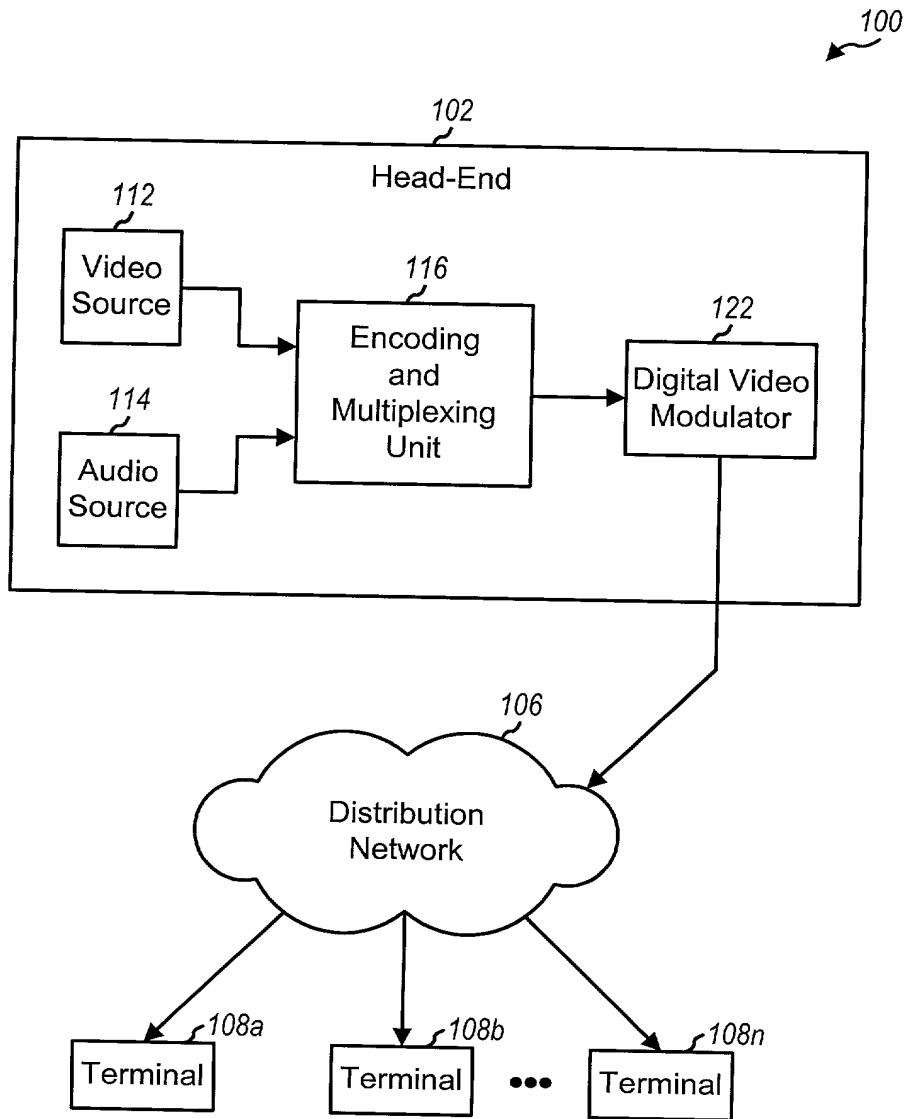 100
102
Head-End
112
Video
Source
116
Encoding
and
Multiplexing
Unit
122
Digital Video
Modulator
114
Audio
Source
106
Distribution
Network
108a
Terminal
108b
Terminal
108n
Terminal